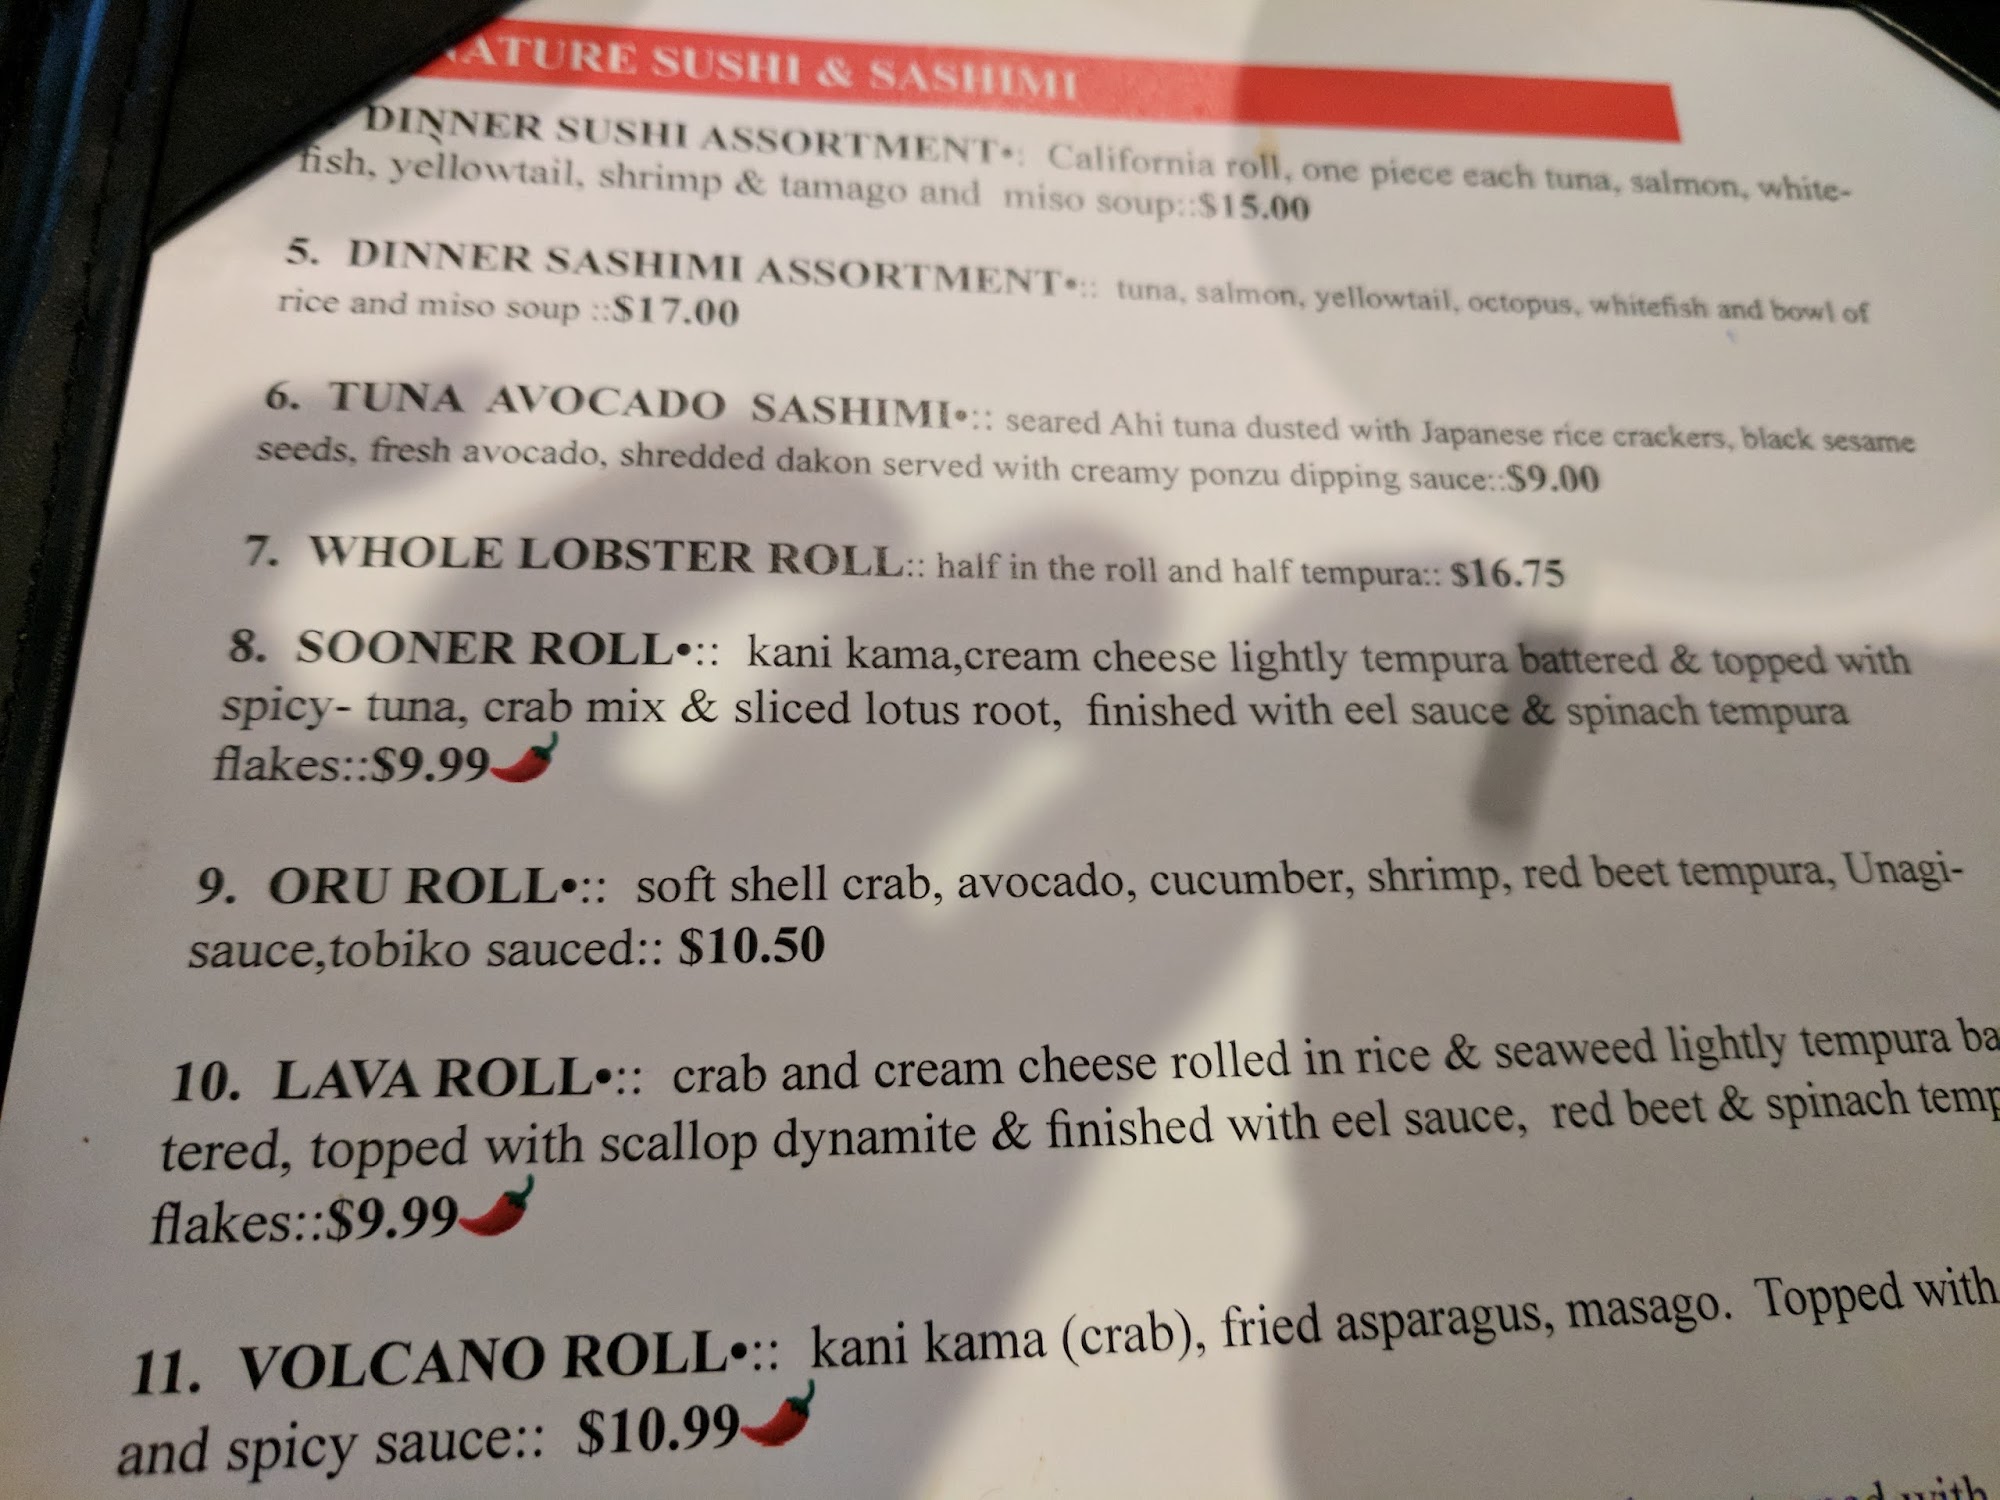 NATURE SUSHI & SASHIMI
DINNER SUSHI ASSORTMENT•: California roll, one piece each tuna, salmon, white-
fish, yellowtail, shrimp & tamago and miso soup::$15.00
5. DINNER SASHIMI ASSORTMENT•:: tuna, salmon, yellowtail, octopus, whitefish and bowl of
rice and miso soup ::$17.00
6. TUNA AVOCADO SASHIMI•:: seared Ahi tuna dusted with Japanese rice crackers, black sesame
seeds, fresh avocado, shredded dakon served with creamy ponzu dipping sauce::$9.00
7. WHOLE LOBSTER ROLL:: half in the roll and half tempura:: $16.75
8. SOONER ROLL•:: kani kama,cream cheese lightly tempura battered & topped with
spicy- tuna, crab mix & sliced lotus root, finished with eel sauce & spinach tempura
flakes::$9.99
9. ORU ROLL•:: soft shell crab, avocado, cucumber, shrimp, red beet tempura, Unagi-
sauce,tobiko sauced:: $10.50
10. LAVA ROLL•:: crab and cream cheese rolled in rice & seaweed lightly tempura ba
tered, topped with scallop dynamite & finished with eel sauce, red beet & spinach temp
flakes::$9.99
11. VOLCANO ROLL•:: kani kama (crab), fried asparagus, masago. Topped with
and spicy sauce:: $10.99
with